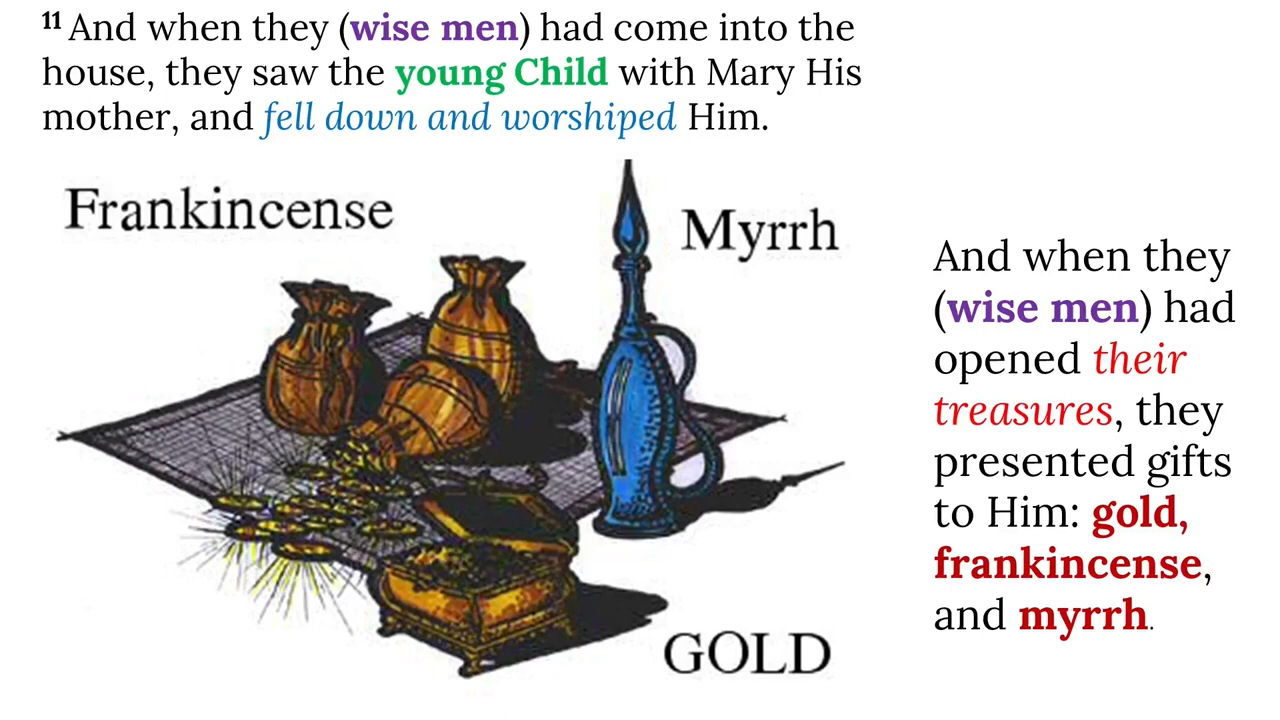 11 And when they (wise men) had come into the
house, they saw the young Child with Mary His
mother, and fell down and worshiped Him.
Frankincense
Myrrh
And when they
(wise men) had
opened their
treasures, they
presented gifts
to Him: gold,
frankincense,
and myrrh.
GOLD